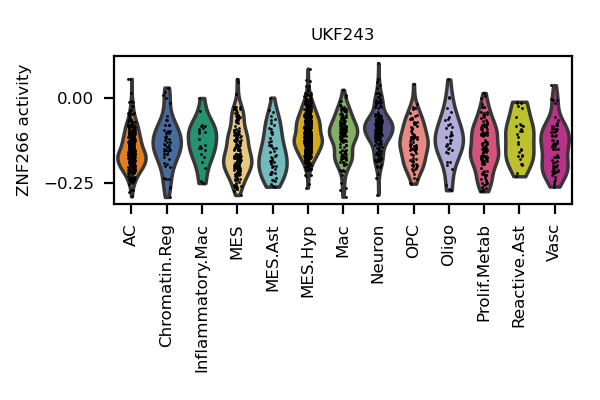 UKF243
ZNF266 activity
0.00
−0.25
AC
Chromatin.Reg
Inflammatory.Mac
MES
MES.Ast
MES.Hyp
Mac
Neuron
OPC
Oligo
Prolif.Metab
Reactive.Ast
Vasc